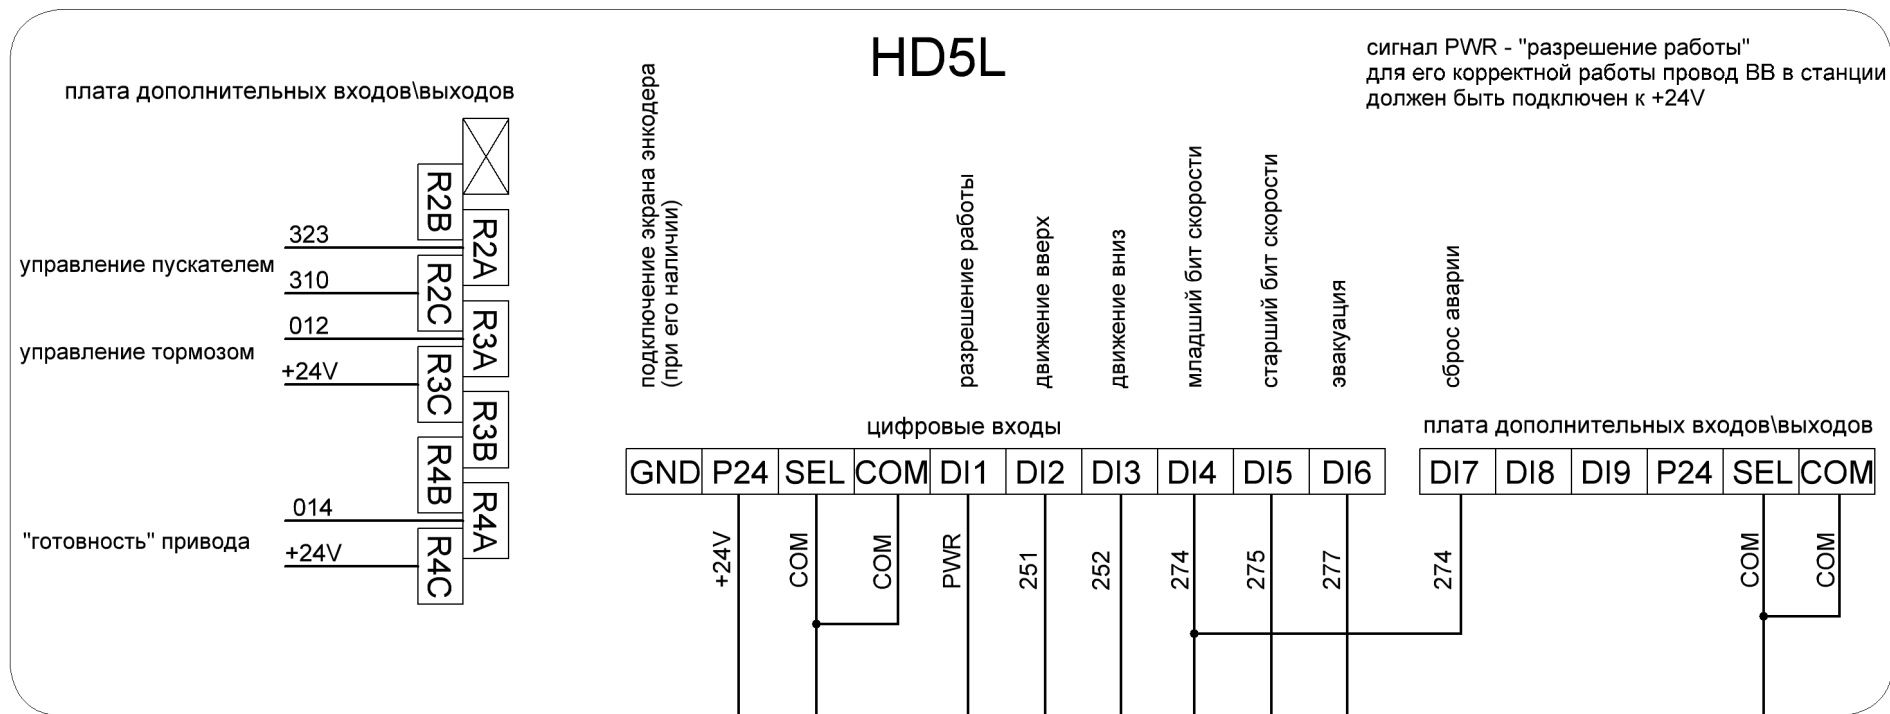 HD5L
сигнал PWR - "разрешение работы"
для его корректной работы провод ВВ в станции
должен быть подключен к +24V
плата дополнительных входов\выходов
R2B
R2A
323
управление пускателем
310
R2C
012
R3A
управление тормозом
+24V
R3C
R3B
R4B
014
R4A
"готовность" привода
+24V
R4C
подключение экрана энкодера
(при его наличии)
разрешение работы
движение вверх
движение вниз
младший бит скорости
старший бит скорости
эвакуация
сброс аварии
цифровые входы
плата дополнительных входов\выходов
GND P24 SEL COM DI1 DI2 DI3 DI4 DI5 DI6 DI7 DI8 DI9 P24 SEL COM
+24V COM COM PWR 251 252 274 275 277 274 COM COM